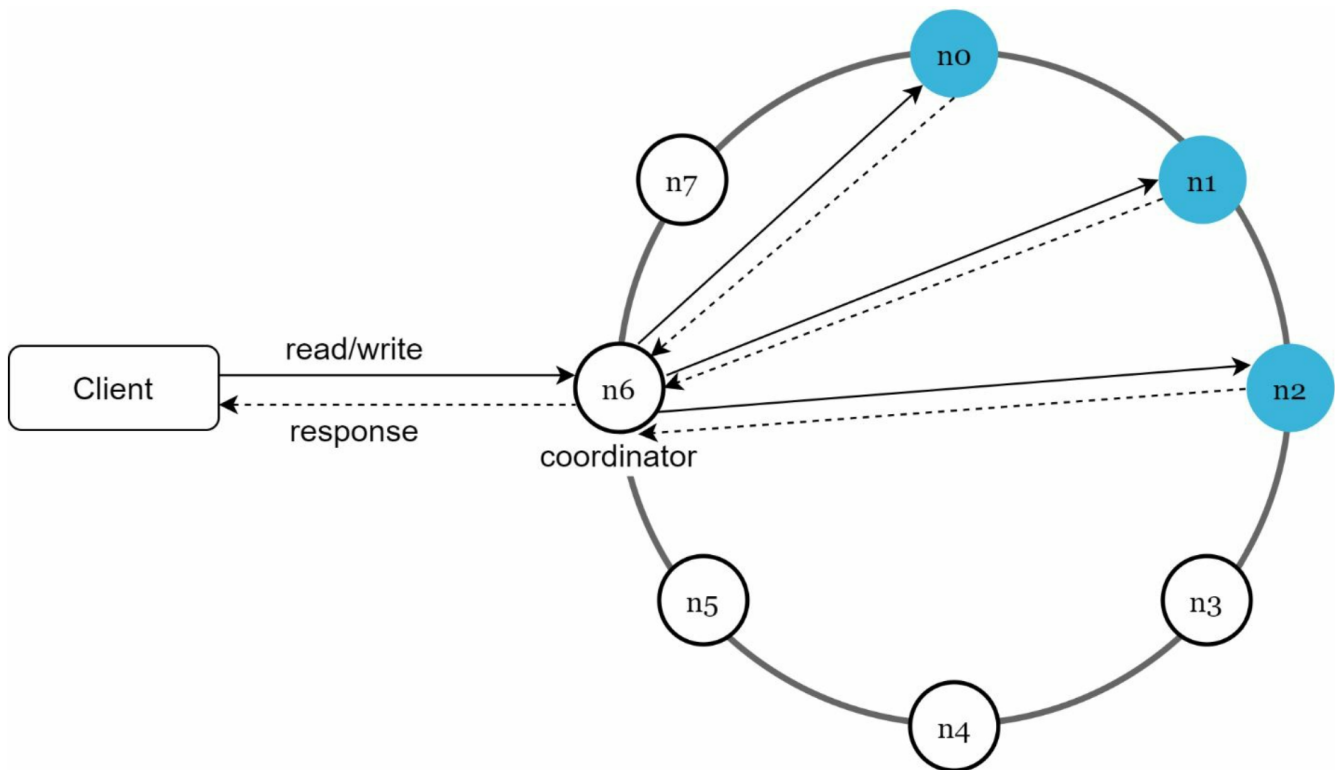 n0
n7
n1
read/write
Client
n6
n2
response
coordinator
n5
n3
n4